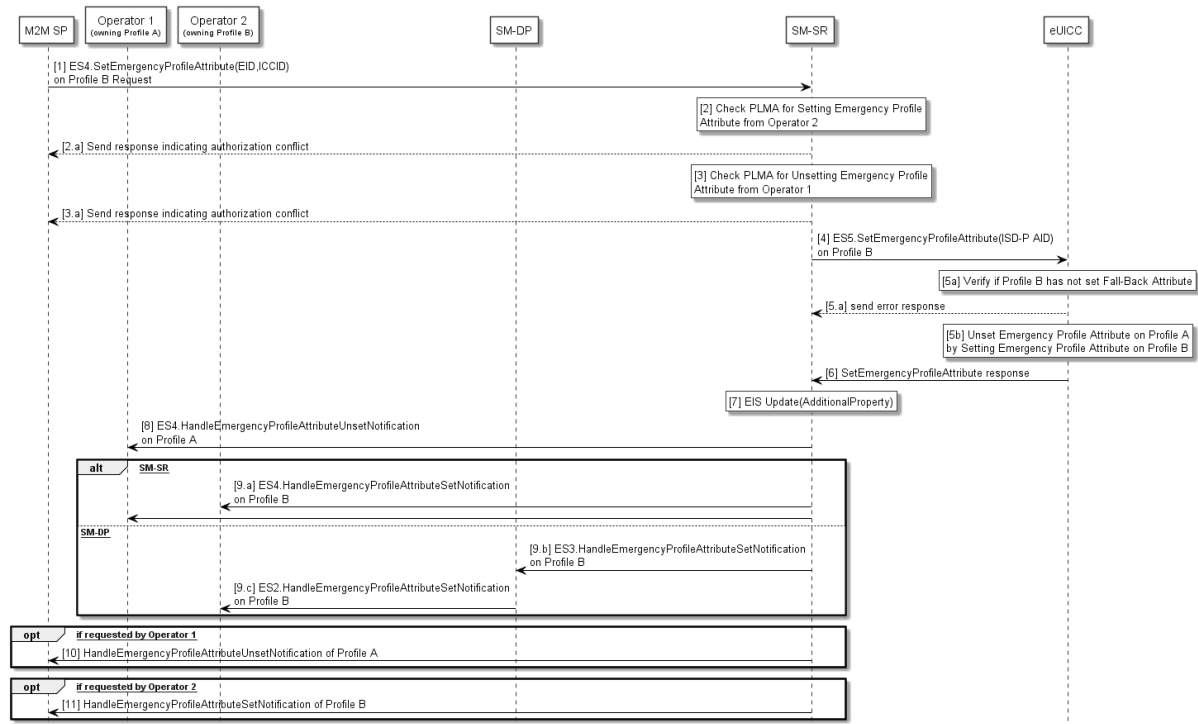 M2M SP
Operator 1
(owning Profile A)
Operator 2
(owning Profile B)
SM-DP
SM-SR
eUICC
[1] ES4.SetEmergencyProfileAttribute(EID,ICCID)
on Profile B Request
[2] Check PLMA for Setting Emergency Profile
Attribute from Operator 2
[2.a] Send response indicating authorization conflict
[3] Check PLMA for Unsetting Emergency Profile
Attribute from Operator 1
[3.a] Send response indicating authorization conflict
[4] ES5.SetEmergencyProfileAttribute(ISD-P AID)
on Profile B
[5a] Verify if Profile B has not set Fall-Back Attribute
[5.a] send error response
[5b] Unset Emergency Profile Attribute on Profile A
by Setting Emergency Profile Attribute on Profile B
[6] SetEmergencyProfileAttribute response
[7] EIS Update(AdditionalProperty)
[8] ES4.HandleEmergencyProfileAttributeUnsetNotification
on Profile A
alt
SM-SR
[9.a] ES4.HandleEmergencyProfileAttributeSetNotification
on Profile B
SM-DP
[9.b] ES3.HandleEmergencyProfileAttributeSetNotification
on Profile B
[9.c] ES2.HandleEmergencyProfileAttributeSetNotification
on Profile B
opt
if requested by Operator 1
[10] HandleEmergencyProfileAttributeUnsetNotification of Profile A
opt
if requested by Operator 2
[11] HandleEmergencyProfileAttributeSetNotification of Profile B